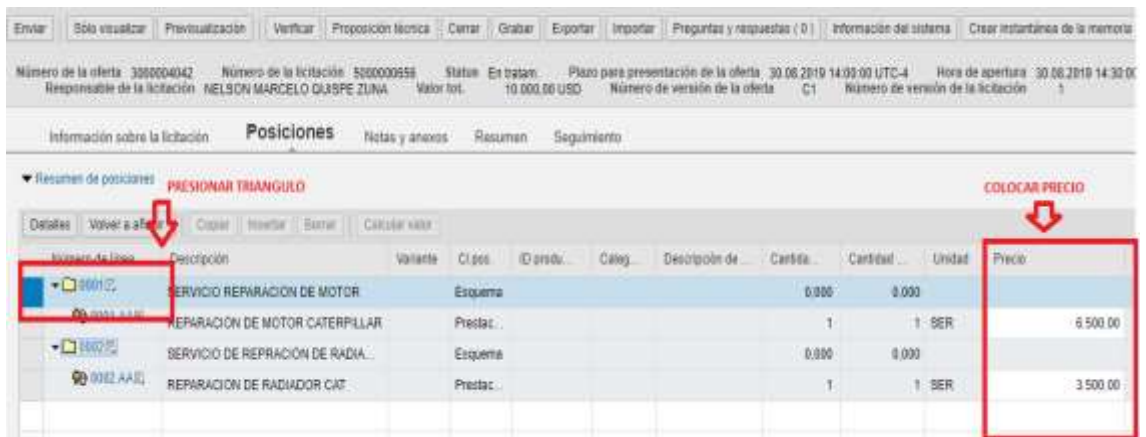 Enviar Sólo visualizar Previsualización Verificar Proposición técnica Cerrar Grabar Exportar Importar Preguntas y respuestas ( 0 ) Información del sistema Crear instantánea de la memoria
Número de la oferta 3000004042 Número de la licitación Status En tratam. Plazo para presentación de la oferta 30.08.2019 14:00:00 UTC-4 Hora de apertura 30.08.2019 14:30:00
Responsable de la licitación NELSON MARCELO QUISPE ZUNA Valor tot. 10.000,00 USD Número de versión de la oferta C1 Número de versión de la licitación 1
Información sobre la licitación Posiciones Notas y anexos Resumen Seguimiento
Resumen de posiciones PRESIONAR TRIANGULO COLOCAR PRECIO
Detalles Volver a Copiar Insertar Borrar Calcular valor
Número de línea Descripción Variante Cl.pos. ID produ... Categ... Descripción de ... Cantida... Cantidad ... Unidad Precio
0001 SERVICIO REPARACION DE MOTOR Esquema 0,000 0,000
REPARACION DE MOTOR CATERPILLAR Prestac... 1 1 SER 6.500,00
0002 SERVICIO DE REPRACION DE RADIA... Esquema 0,000 0,000
0002.AA REPARACION DE RADIADOR CAT Prestac... 1 1 SER 3.500,00